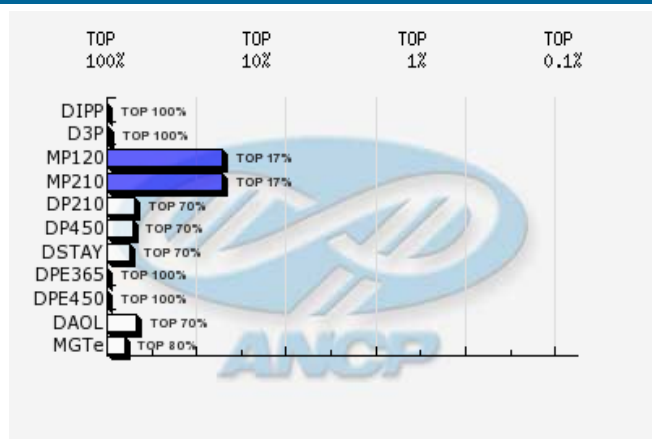 TOP 100% TOP 10% TOP 1% TOP 0.1%
DIPP TOP 100%
D3P TOP 100%
MP120 TOP 17%
MP210 TOP 17%
DP210 TOP 70%
DP450 TOP 70%
DSTAY TOP 70%
DPE365 TOP 100%
DPE450 TOP 100%
DAOL TOP 70%
MGTe TOP 80%
ANCP